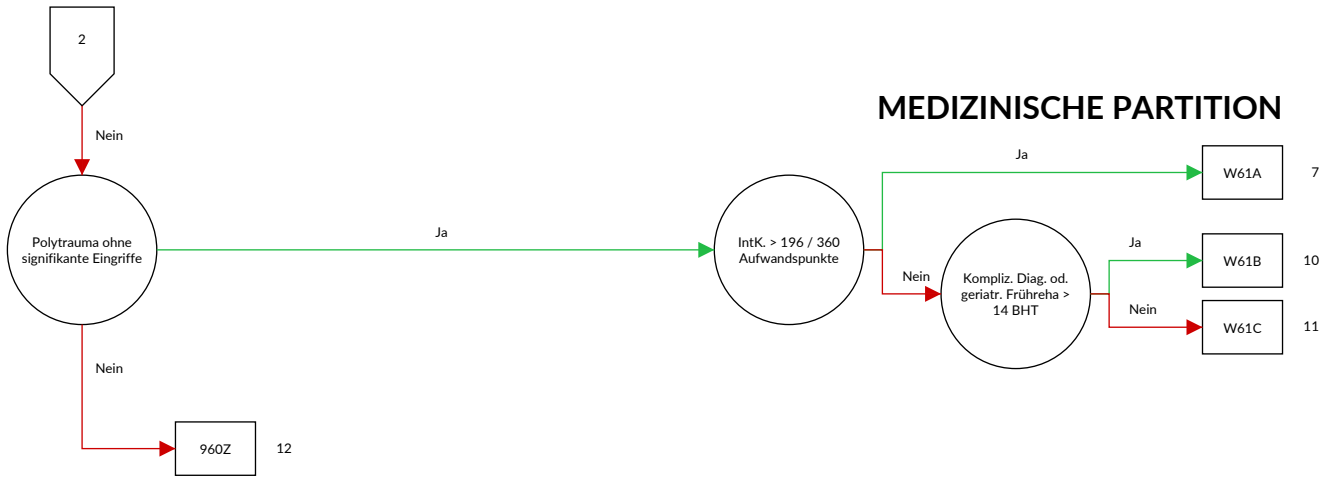 2
Nein
MEDIZINISCHE PARTITION
Ja
W61A
7
Polytrauma ohne
signifikante Eingriffe
Ja
IntK. > 196 / 360
Aufwandspunkte
Nein
Kompliz. Diag. od.
geriatr. Frühreha >
14 BHT
Ja
W61B
10
Nein
W61C
11
Nein
960Z
12